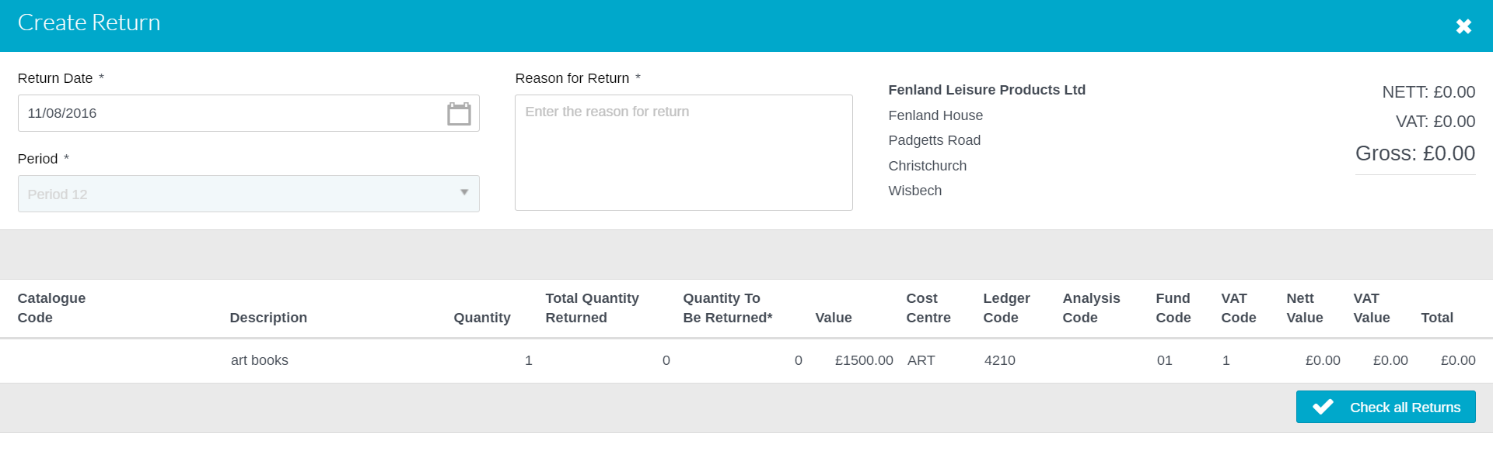 Create Return
Return Date *
11/08/2016
Period *
Period 12
Reason for Return *
Enter the reason for return
Fenland Leisure Products Ltd
Fenland House
Padgetts Road
Christchurch
Wisbech
NETT: £0.00
VAT: £0.00
Gross: £0.00
Catalogue Total Quantity Quantity To Cost Ledger Analysis Fund VAT Nett VAT
Code Description Quantity Returned Be Returned* Value Centre Code Code Code Code Value Value Total
art books 1 0 0 £1500.00 ART 4210 01 1 £0.00 £0.00 £0.00
Check all Returns